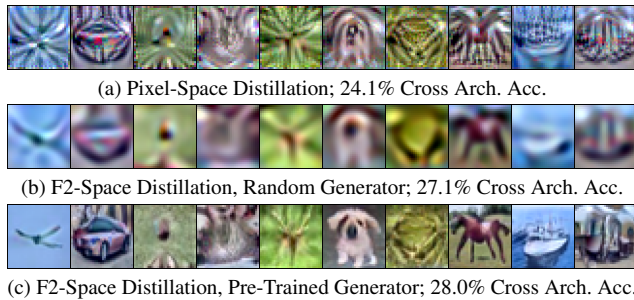 (a) Pixel-Space Distillation; 24.1% Cross Arch. Acc.
(b) F2-Space Distillation, Random Generator; 27.1% Cross Arch. Acc.
(c) F2-Space Distillation, Pre-Trained Generator; 28.0% Cross Arch. Acc.